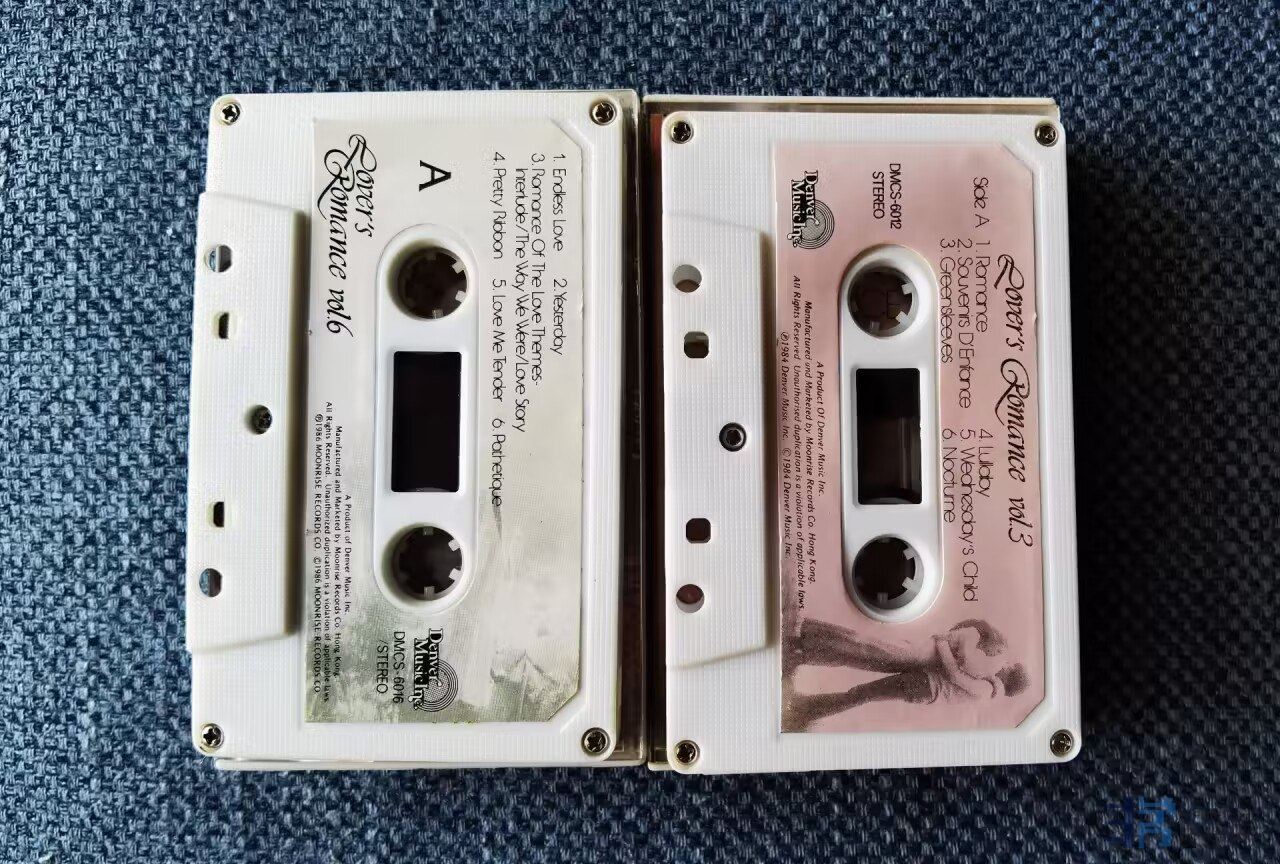 A
1. Endless Love 2. Yesterday
3. Romance Of The Love Themes-
Interlude/The Way We Were/Love Story
4. Pretty Ribbon 5. Love Me Tender 6. Pathetique
Lover's
Romance vol.6
A Product of Denver Music Inc
Manufactured and Marketed by Moonrise Records Co. Hong Kong.
All Rights Reserved. Unauthorized duplication is a violation of applicable laws
℗1986 MOONRISE RECORDS CO. ©1986 MOONRISE RECORDS CO
Denver
Music Inc.
DMCS-6016
/STEREO
Lover's Romance vol.3
Side A 1. Romance 4. Lullaby
2. Souvenirs D'Enfance 5. Wednesday's Child
3. Greensleeves 6. Nocturne
DMCS-6012
STEREO
Denver
Music Inc.
A Product Of Denver Music Inc.
Manufactured and Marketed by Moonrise Records Co. Hong Kong.
All Rights Reserved. Unauthorised duplication is a violation of applicable laws.
℗1984 Denver Music Inc. ©1984 Denver Music Inc.